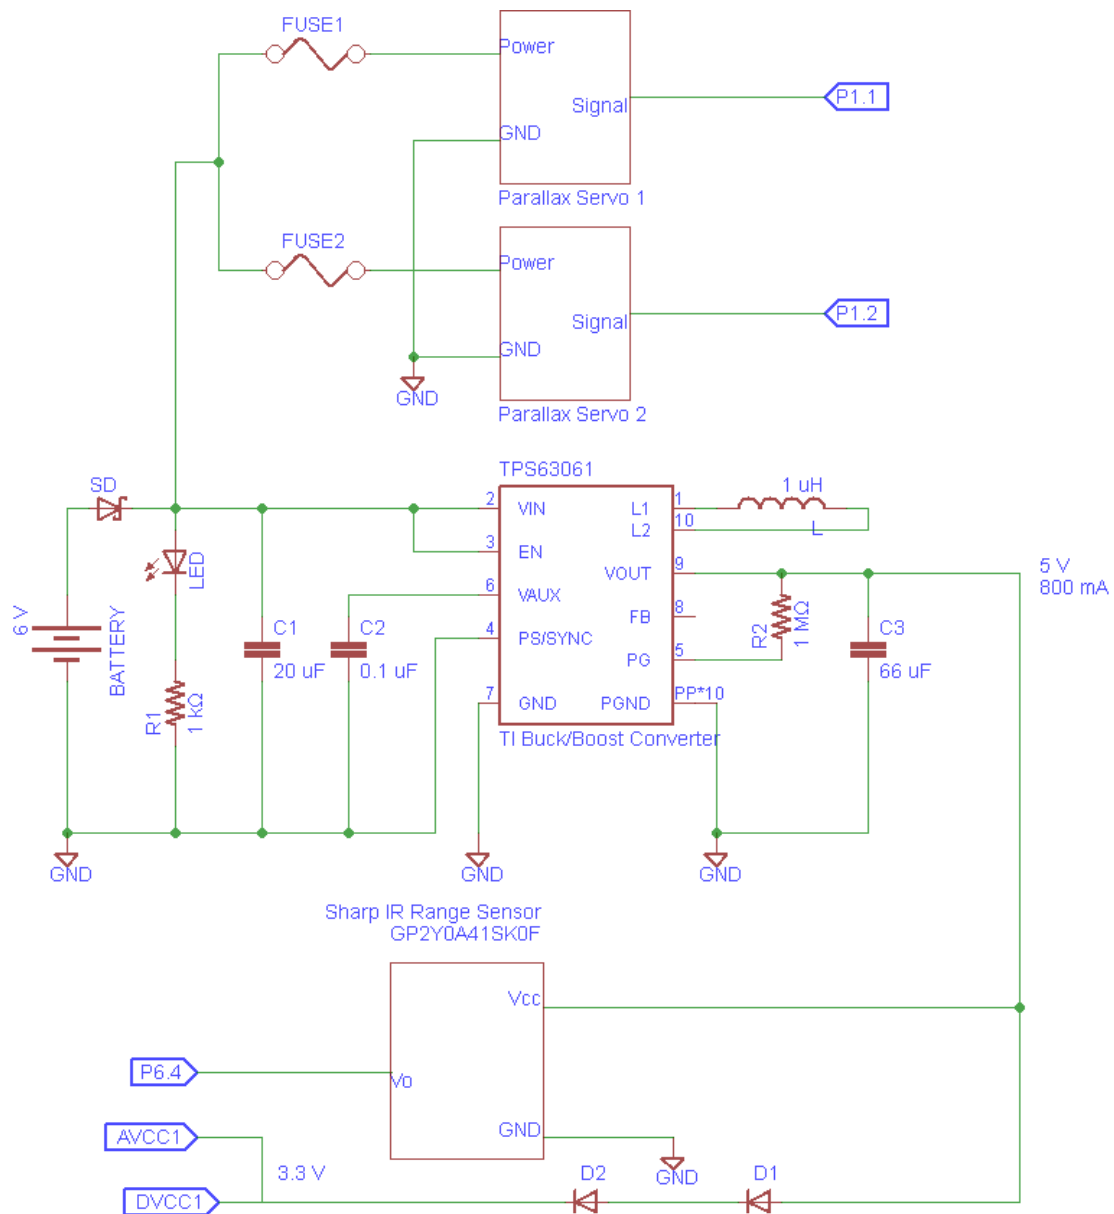 FUSE1
Power
Signal
GND
P1.1
Parallax Servo 1
FUSE2
Power
Signal
GND
P1.2
GND
Parallax Servo 2
TPS63061
SD
2 VIN
3 EN
6 VAUX
4 PS/SYNC
7 GND
L1 1
L2 10
VOUT 9
FB 8
PG 5
PGND PP*10
TI Buck/Boost Converter
1 uH
L
5 V
800 mA
LED
6 V
BATTERY
R1
1 kΩ
C1
20 uF
C2
0.1 uF
R2
1 MΩ
C3
66 uF
GND
GND
GND
Sharp IR Range Sensor
GP2Y0A41SK0F
Vcc
Vo
GND
P6.4
AVCC1
3.3 V
DVCC1
GND
D2
D1